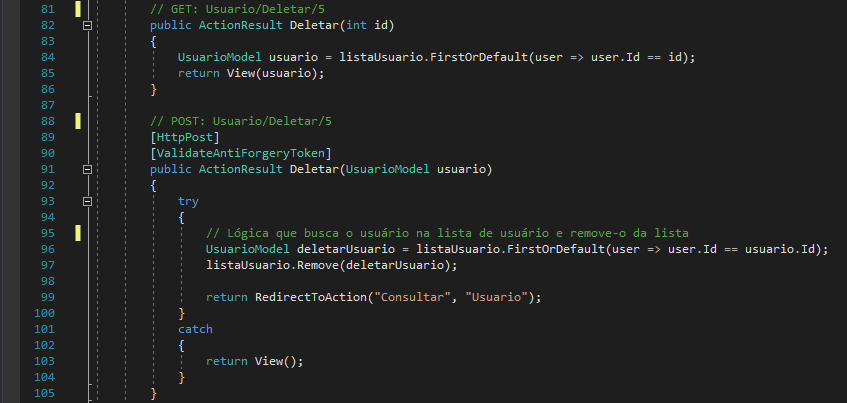 81 // GET: Usuario/Deletar/5
82 public ActionResult Deletar(int id)
83 {
84 UsuarioModel usuario = listaUsuario.FirstOrDefault(user => user.Id == id);
85 return View(usuario);
86 }
87
88 // POST: Usuario/Deletar/5
89 [HttpPost]
90 [ValidateAntiForgeryToken]
91 public ActionResult Deletar(UsuarioModel usuario)
92 {
93 try
94 {
95 // Lógica que busca o usuário na lista de usuário e remove-o da lista
96 UsuarioModel deletarUsuario = listaUsuario.FirstOrDefault(user => user.Id == usuario.Id);
97 listaUsuario.Remove(deletarUsuario);
98
99 return RedirectToAction("Consultar", "Usuario");
100 }
101 catch
102 {
103 return View();
104 }
105 }